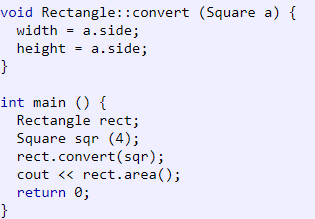 void Rectangle::convert (Square a) {
  width = a.side;
  height = a.side;
}

int main () {
  Rectangle rect;
  Square sqr (4);
  rect.convert(sqr);
  cout << rect.area();
  return 0;
}